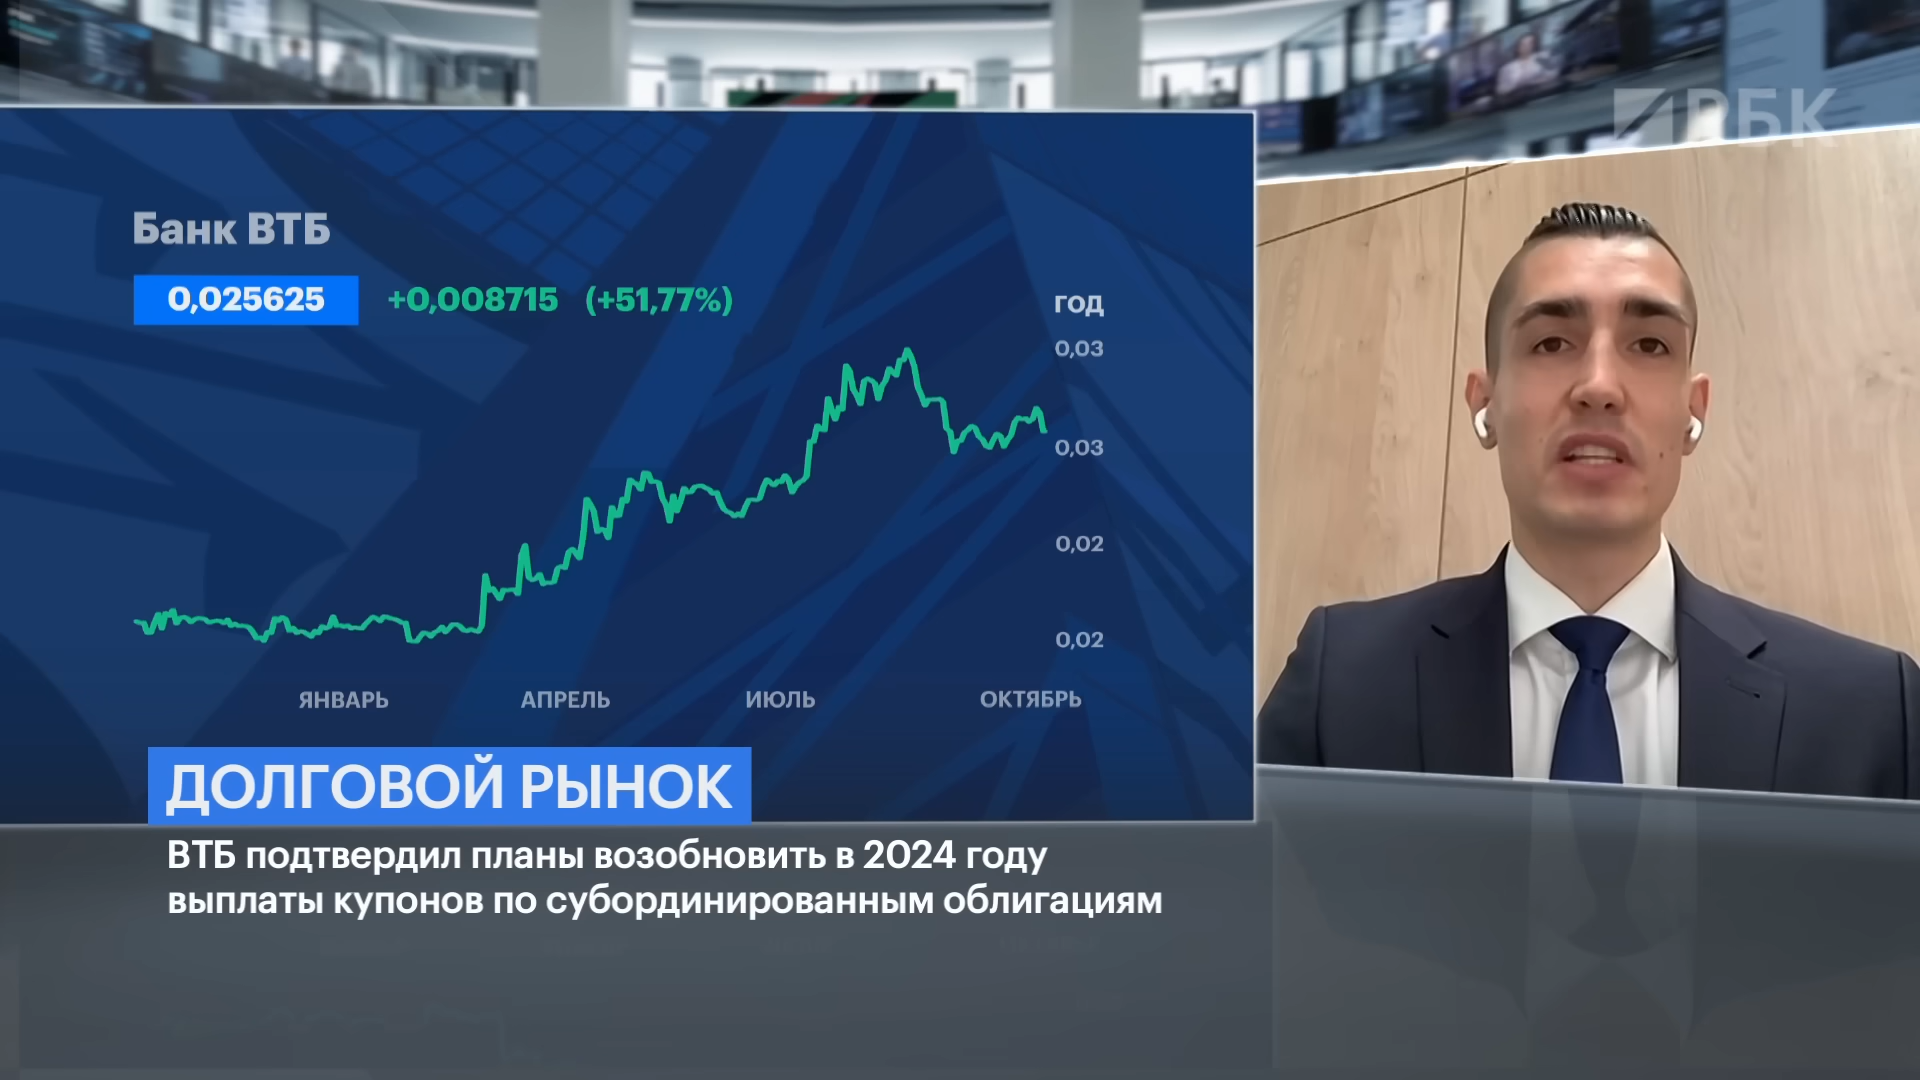 РБК
Банк ВТБ
0,025625 +0,008715 (+51,77%)
ГОД
0,03
0,03
0,02
0,02
ЯНВАРЬ АПРЕЛЬ ИЮЛЬ ОКТЯБРЬ
ДОЛГОВОЙ РЫНОК
ВТБ подтвердил планы возобновить в 2024 году
выплаты купонов по субординированным облигациям